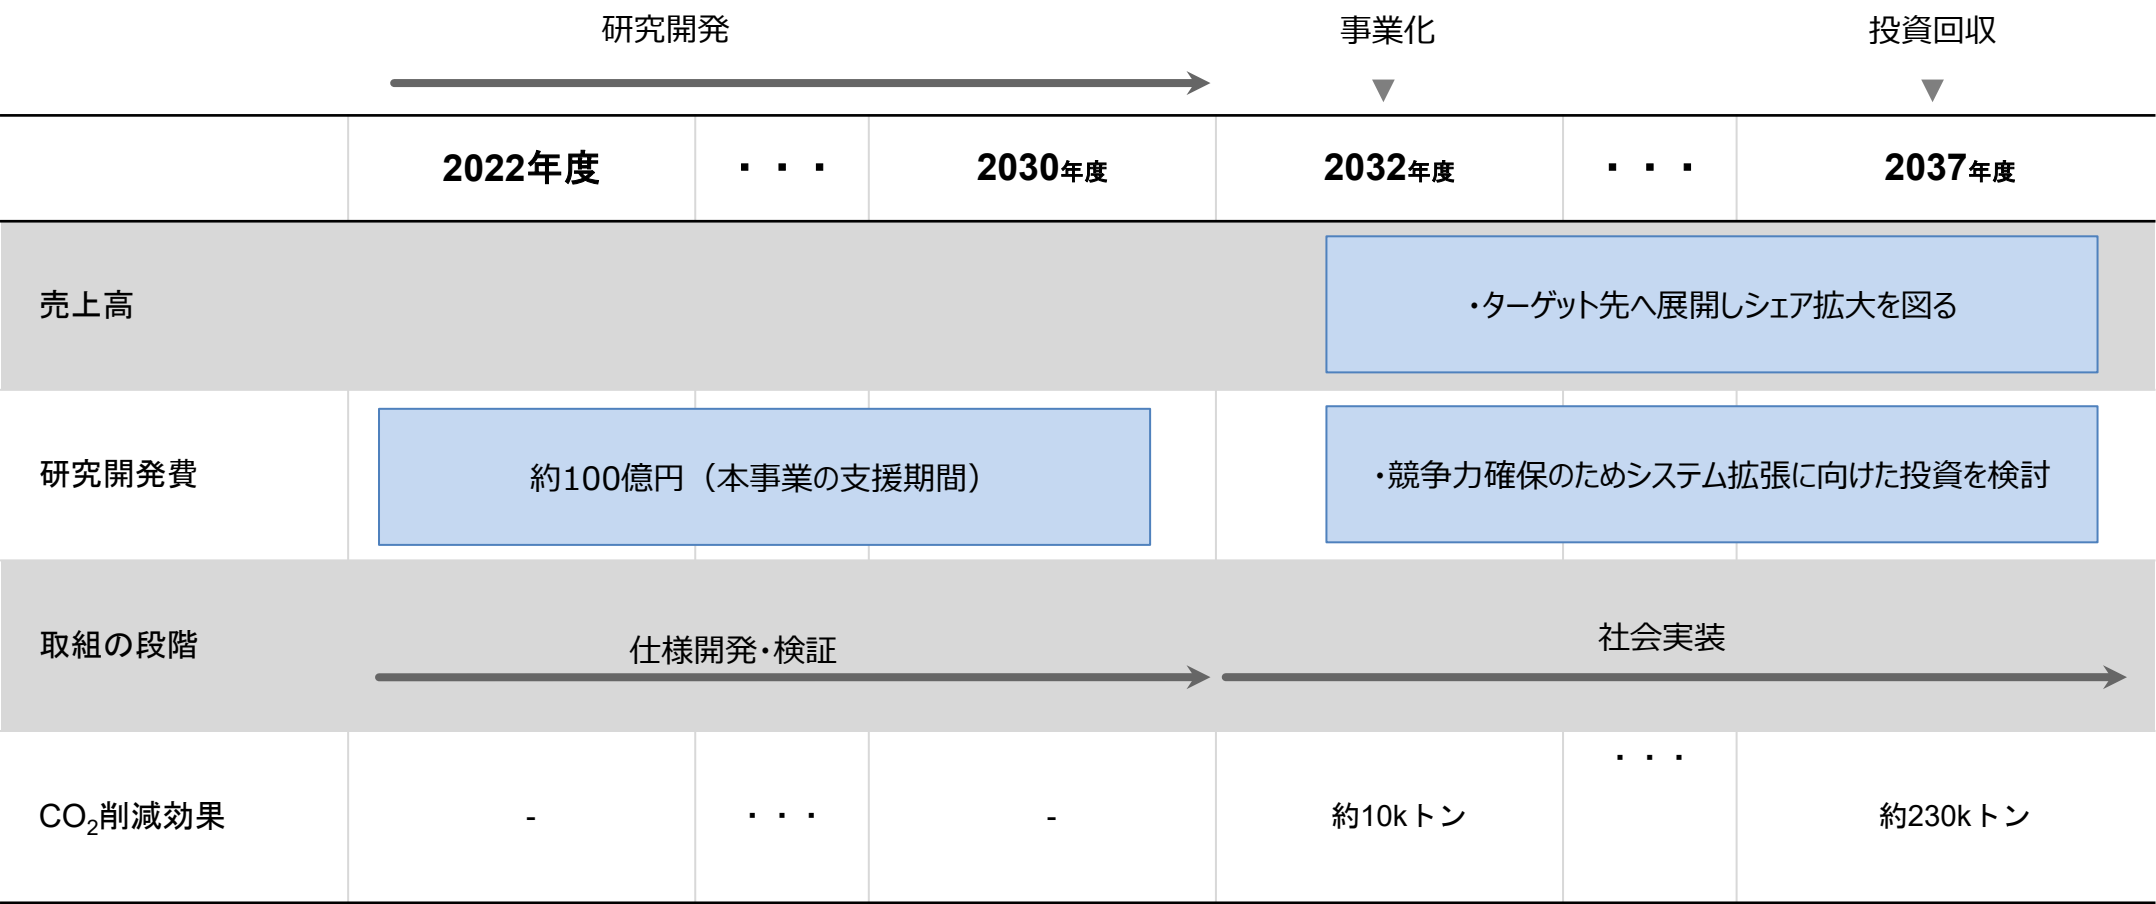 研究開発
事業化
投資回収
▼
▼
2022年度
・・・
2030年度
2032年度
・・・
2037年度
売上高
・ターゲット先へ展開しシェア拡大を図る
研究開発費
約100億円（本事業の支援期間）
・競争力確保のためシステム拡張に向けた投資を検討
取組の段階
仕様開発・検証
社会実装
CO₂削減効果
-
・・・
-
約10kトン
・・・
約230kトン